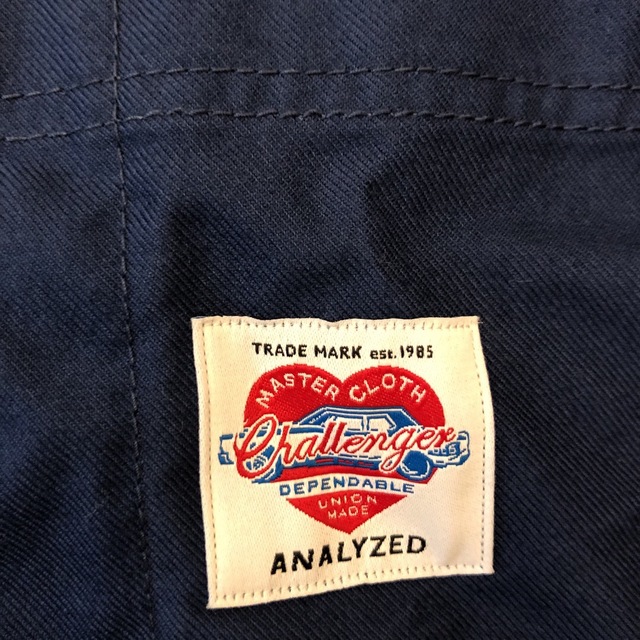 TRADE MARK est. 1985
MASTER CLOTH
Challenger
DEPENDABLE
UNION
MADE
ANALYZED